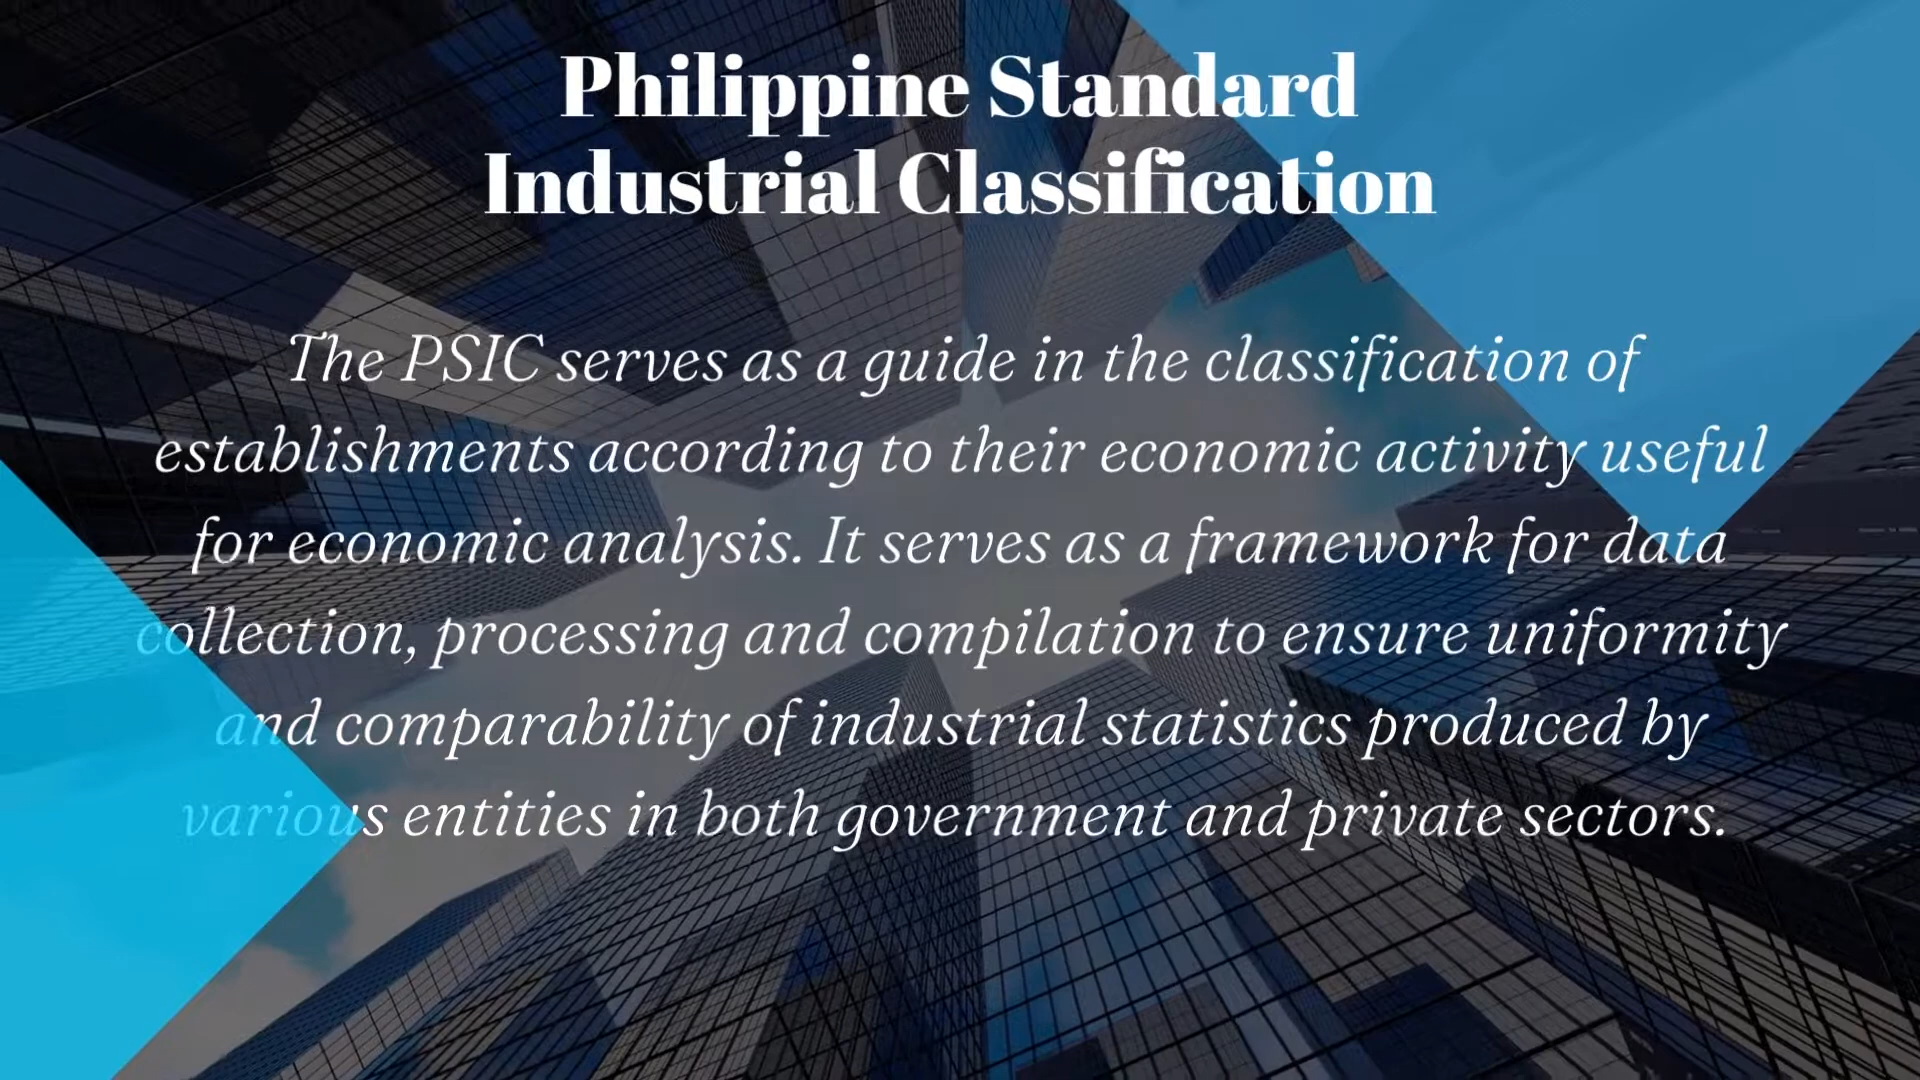 Philippine Standard
Industrial Classification
The PSIC serves as a guide in the classification of
establishments according to their economic activity useful
for economic analysis. It serves as a framework for data
collection, processing and compilation to ensure uniformity
and comparability of industrial statistics produced by
various entities in both government and private sectors.